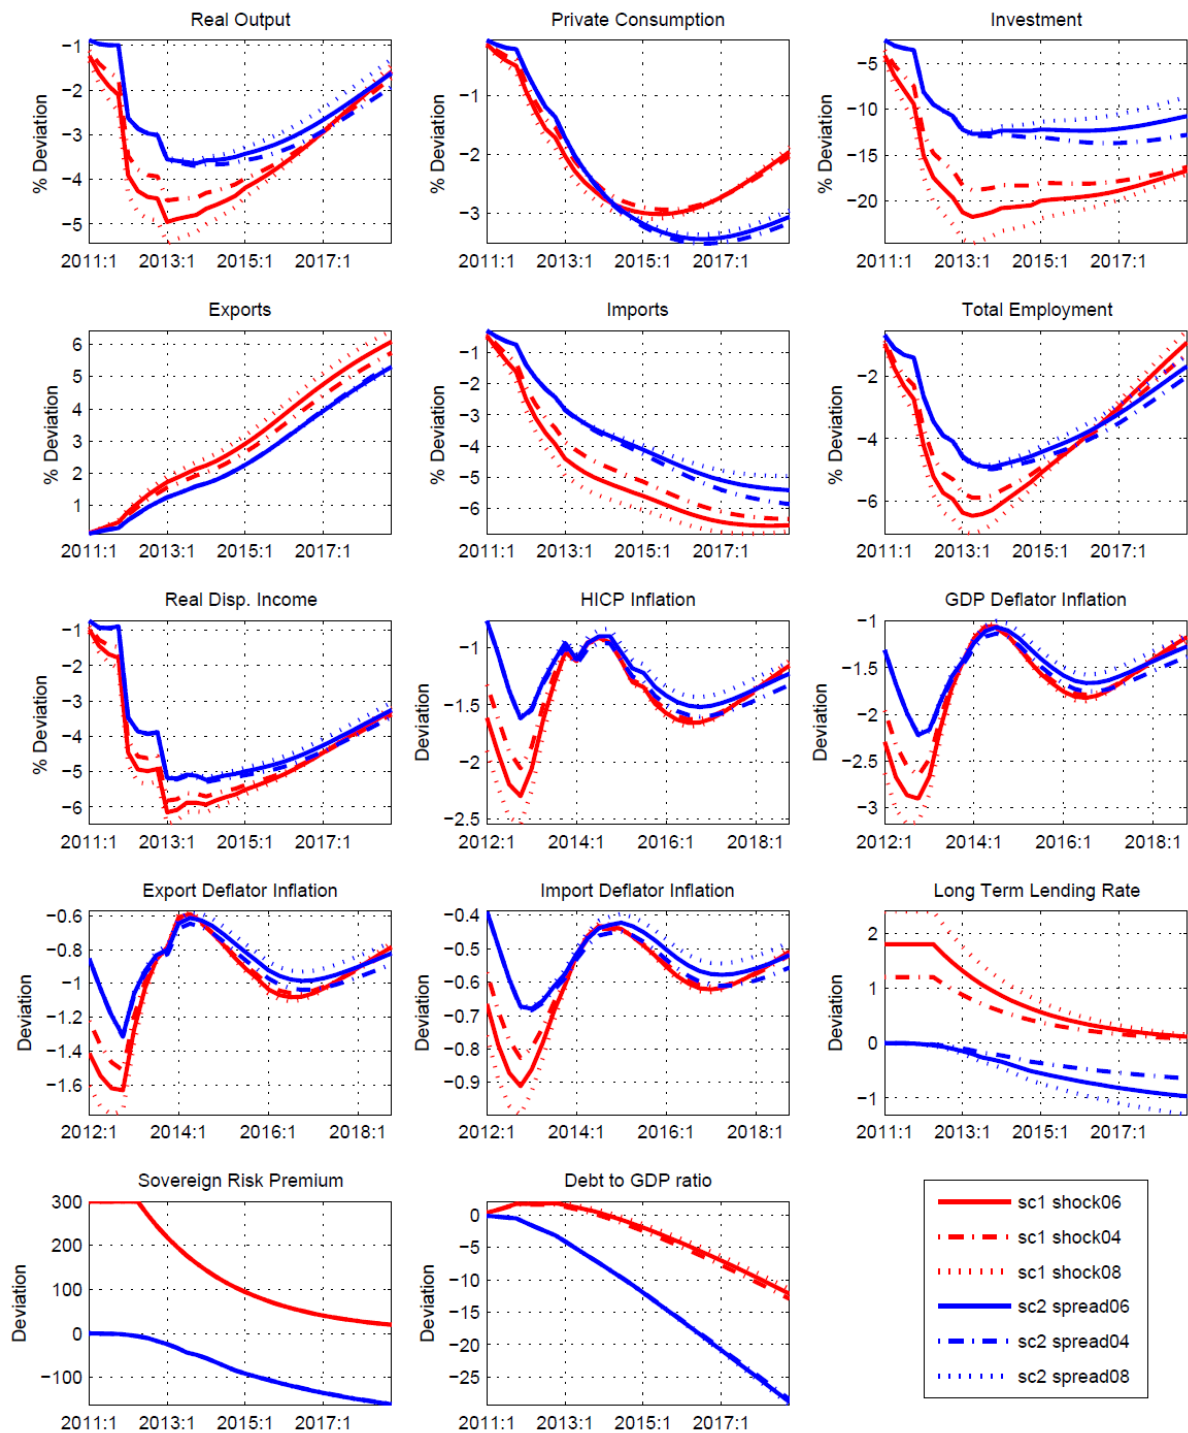 Real Output
Private Consumption
Investment
% Deviation
−1
−2
−3
−4
−5
2011:1 2013:1 2015:1 2017:1
% Deviation
−1
−2
−3
2011:1 2013:1 2015:1 2017:1
% Deviation
−5
−10
−15
−20
2011:1 2013:1 2015:1 2017:1
Exports
Imports
Total Employment
% Deviation
6
5
4
3
2
1
2011:1 2013:1 2015:1 2017:1
% Deviation
−1
−2
−3
−4
−5
−6
2011:1 2013:1 2015:1 2017:1
% Deviation
−2
−4
−6
2011:1 2013:1 2015:1 2017:1
Real Disp. Income
HICP Inflation
GDP Deflator Inflation
% Deviation
−1
−2
−3
−4
−5
−6
2011:1 2013:1 2015:1 2017:1
Deviation
−1
−1.5
−2
−2.5
2012:1 2014:1 2016:1 2018:1
Deviation
−1
−1.5
−2
−2.5
−3
2012:1 2014:1 2016:1 2018:1
Export Deflator Inflation
Import Deflator Inflation
Long Term Lending Rate
Deviation
−0.6
−0.8
−1
−1.2
−1.4
−1.6
2012:1 2014:1 2016:1 2018:1
Deviation
−0.4
−0.5
−0.6
−0.7
−0.8
−0.9
2012:1 2014:1 2016:1 2018:1
Deviation
2
1
0
−1
2011:1 2013:1 2015:1 2017:1
Sovereign Risk Premium
Debt to GDP ratio
Deviation
300
200
100
0
−100
2011:1 2013:1 2015:1 2017:1
Deviation
0
−5
−10
−15
−20
−25
2011:1 2013:1 2015:1 2017:1
sc1 shock06
sc1 shock04
sc1 shock08
sc2 spread06
sc2 spread04
sc2 spread08